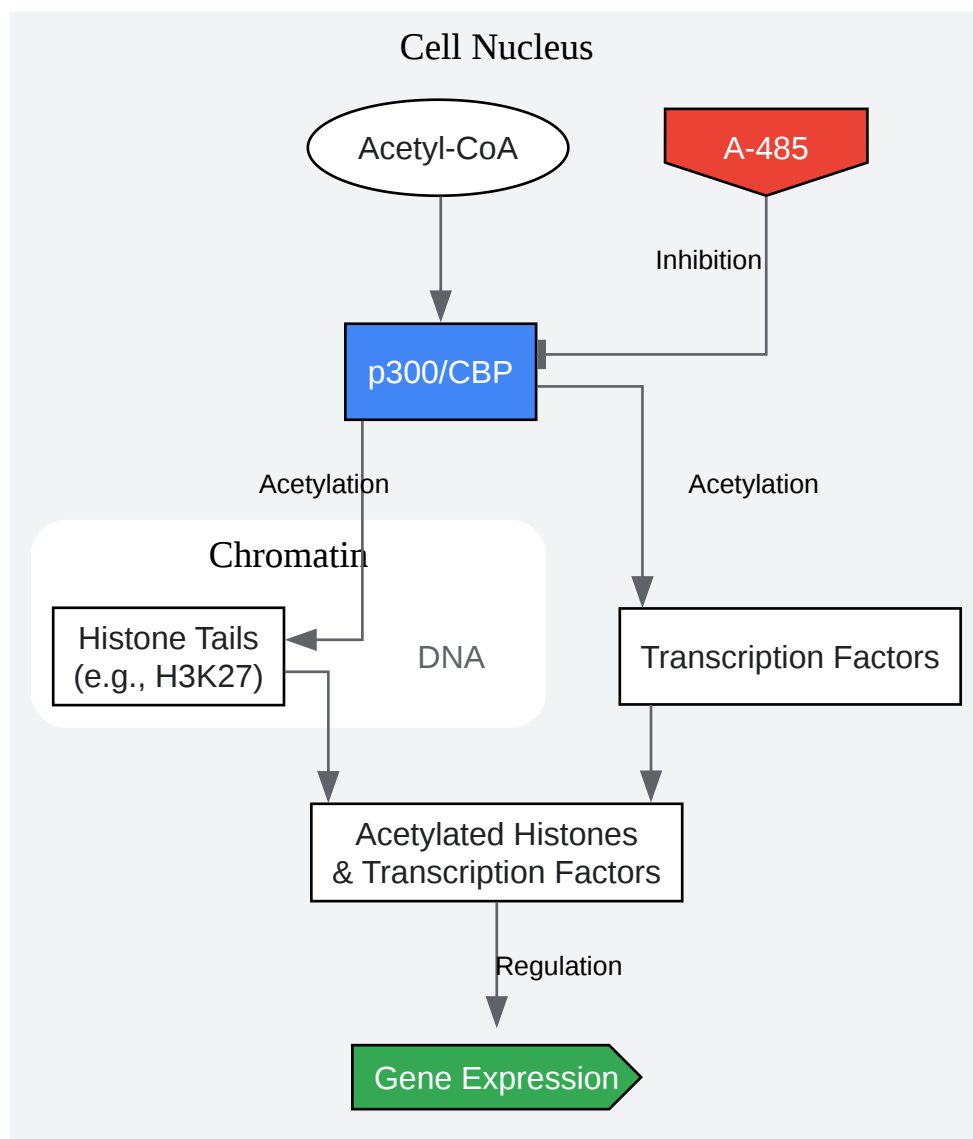 Cell Nucleus
Acetyl-CoA
A-485
Inhibition
p300/CBP
Acetylation
Acetylation
Chromatin
Histone Tails
(e.g., H3K27)
DNA
Transcription Factors
Acetylated Histones
& Transcription Factors
Regulation
Gene Expression